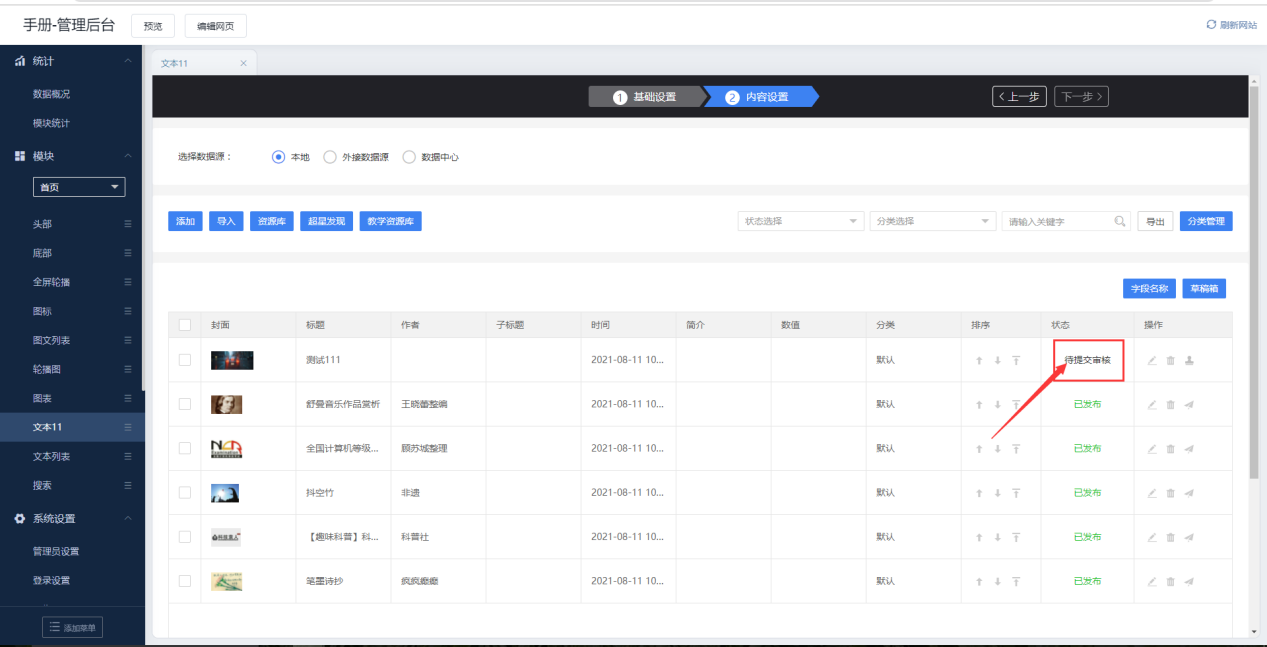 手册-管理后台 预览 编辑网页 刷新网站
统计
数据概况
模块统计
模块
首页
头部
底部
全屏轮播
图标
图文列表
轮播图
图表
文本11
文本列表
搜索
系统设置
管理员设置
登录设置
添加菜单
文本11
1 基础设置 2 内容设置 上一步 下一步
选择数据源： 本地 外接数据源 数据中心
添加 导入 资源库 超星发现 教学资源库 状态选择 分类选择 请输入关键字 导出 分类管理
字段名称 草稿箱
封面 标题 作者 子标题 时间 简介 数值 分类 排序 状态 操作
测试111 2021-08-11 10... 默认 待提交审核
舒曼音乐作品赏析 王晓蕾整编 2021-08-11 10... 默认 已发布
全国计算机等级... 顾苏城整理 2021-08-11 10... 默认 已发布
抖空竹 非遗 2021-08-11 10... 默认 已发布
【趣味科普】科... 科普社 2021-08-11 10... 默认 已发布
笔墨诗抄 疯疯癫癫 2021-08-11 10... 默认 已发布